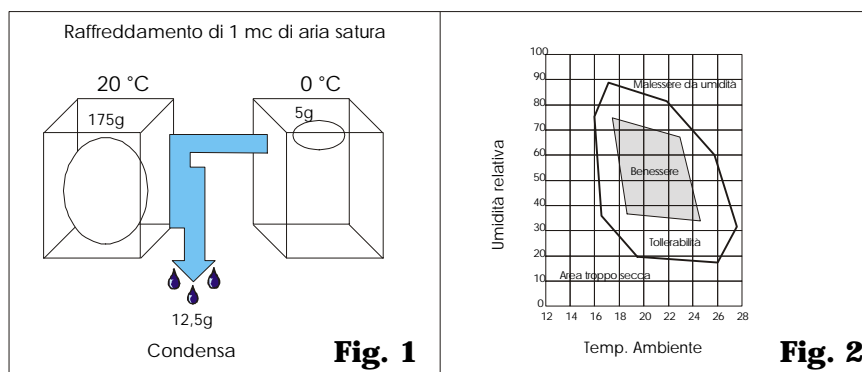 Raffreddamento di 1 mc di aria satura
20 °C
0 °C
175g
5g
12,5g
Condensa
Fig. 1
100
90
80
70
60
50
40
30
20
10
0
Umidità relativa
Malessere da umidità
Benessere
Tollerabilità
Area troppo secca
12 14 16 18 20 22 24 26 28
Temp. Ambiente
Fig. 2